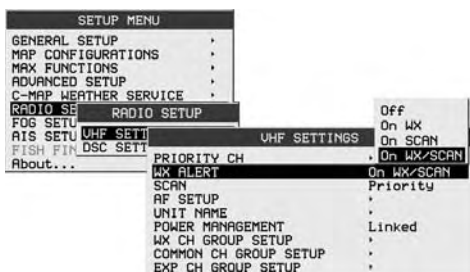 SETUP MENU
GENERAL SETUP
MAP CONFIGURATIONS
MAX FUNCTIONS
ADVANCED SETUP
C-MAP WEATHER SERVICE
RADIO SE
FOG SETU
AIS SETU
FISH FIN
About...
RADIO SETUP
VHF SETT
DSC SETT
VHF SETTINGS
PRIORITY CH
WX ALERT On WX/SCAN
SCAN Priority
AF SETUP
UNIT NAME
POWER MANAGEMENT Linked
WX CH GROUP SETUP
COMMON CH GROUP SETUP
EXP CH GROUP SETUP
Off
On WX
On SCAN
On WX/SCAN